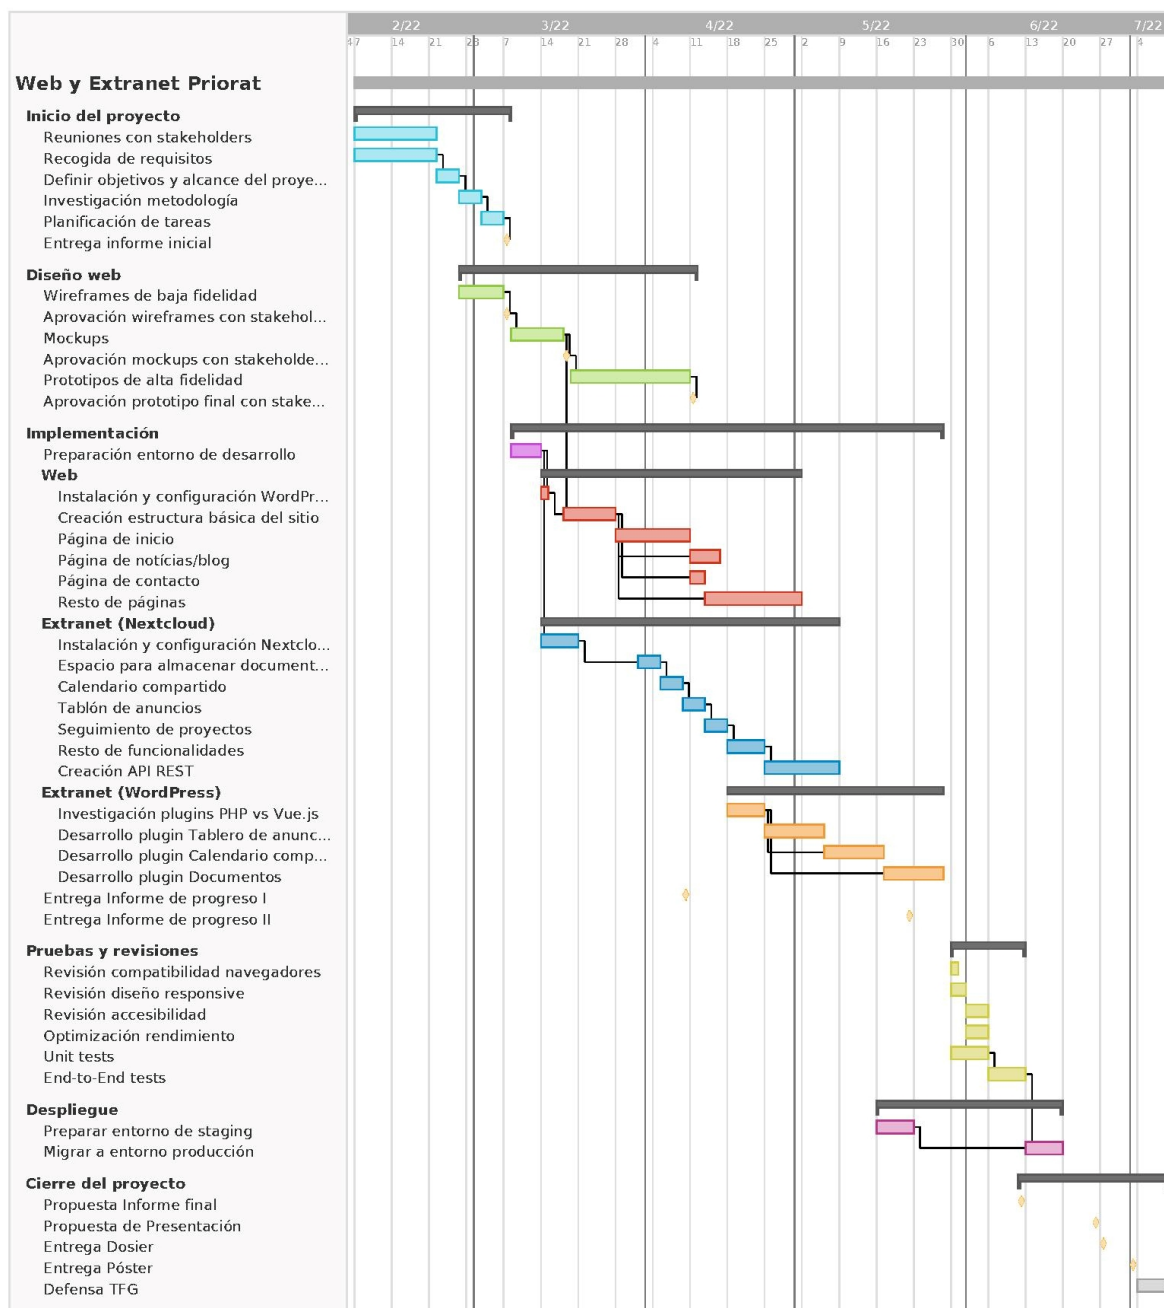 2/22 3/22 4/22 5/22 6/22 7/22
7 14 21 28 7 14 21 28 4 11 18 25 2 9 16 23 30 6 13 20 27 4
Web y Extranet Priorat
Inicio del proyecto
Reuniones con stakeholders
Recogida de requisitos
Definir objetivos y alcance del proye...
Investigación metodología
Planificación de tareas
Entrega informe inicial
Diseño web
Wireframes de baja fidelidad
Aprovación wireframes con stakehol...
Mockups
Aprovación mockups con stakeholde...
Prototipos de alta fidelidad
Aprovación prototipo final con stake...
Implementación
Preparación entorno de desarrollo
Web
Instalación y configuración WordPr...
Creación estructura básica del sitio
Página de inicio
Página de notícias/blog
Página de contacto
Resto de páginas
Extranet (Nextcloud)
Instalación y configuración Nextclo...
Espacio para almacenar document...
Calendario compartido
Tablón de anuncios
Seguimiento de proyectos
Resto de funcionalidades
Creación API REST
Extranet (WordPress)
Investigación plugins PHP vs Vue.js
Desarrollo plugin Tablero de anunc...
Desarrollo plugin Calendario comp...
Desarrollo plugin Documentos
Entrega Informe de progreso I
Entrega Informe de progreso II
Pruebas y revisiones
Revisión compatibilidad navegadores
Revisión diseño responsive
Revisión accesibilidad
Optimización rendimiento
Unit tests
End-to-End tests
Despliegue
Preparar entorno de staging
Migrar a entorno producción
Cierre del proyecto
Propuesta Informe final
Propuesta de Presentación
Entrega Dosier
Entrega Póster
Defensa TFG